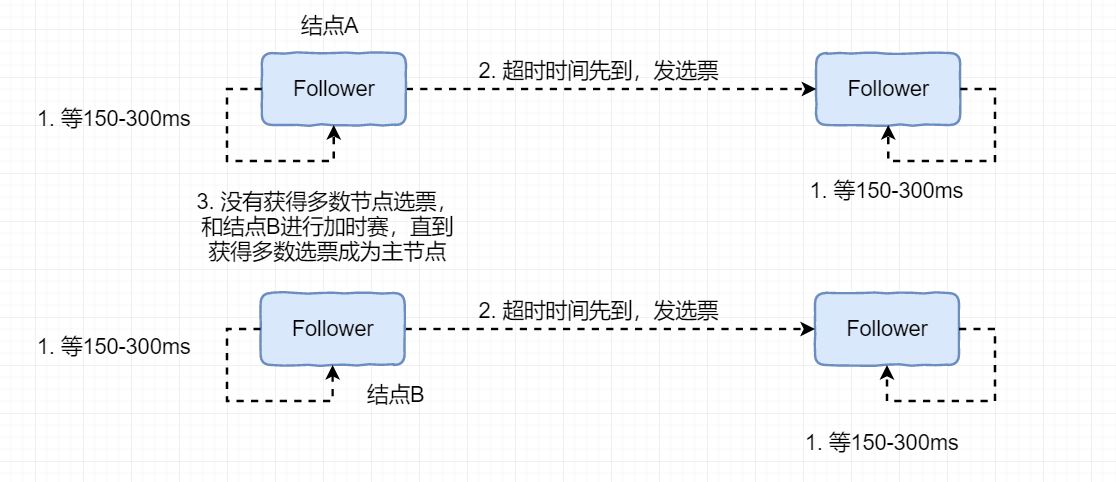 结点A
Follower
2. 超时时间先到，发选票
Follower
1. 等150-300ms
1. 等150-300ms
3. 没有获得多数节点选票，
和结点B进行加时赛，直到
获得多数选票成为主节点
Follower
2. 超时时间先到，发选票
Follower
1. 等150-300ms
结点B
1. 等150-300ms